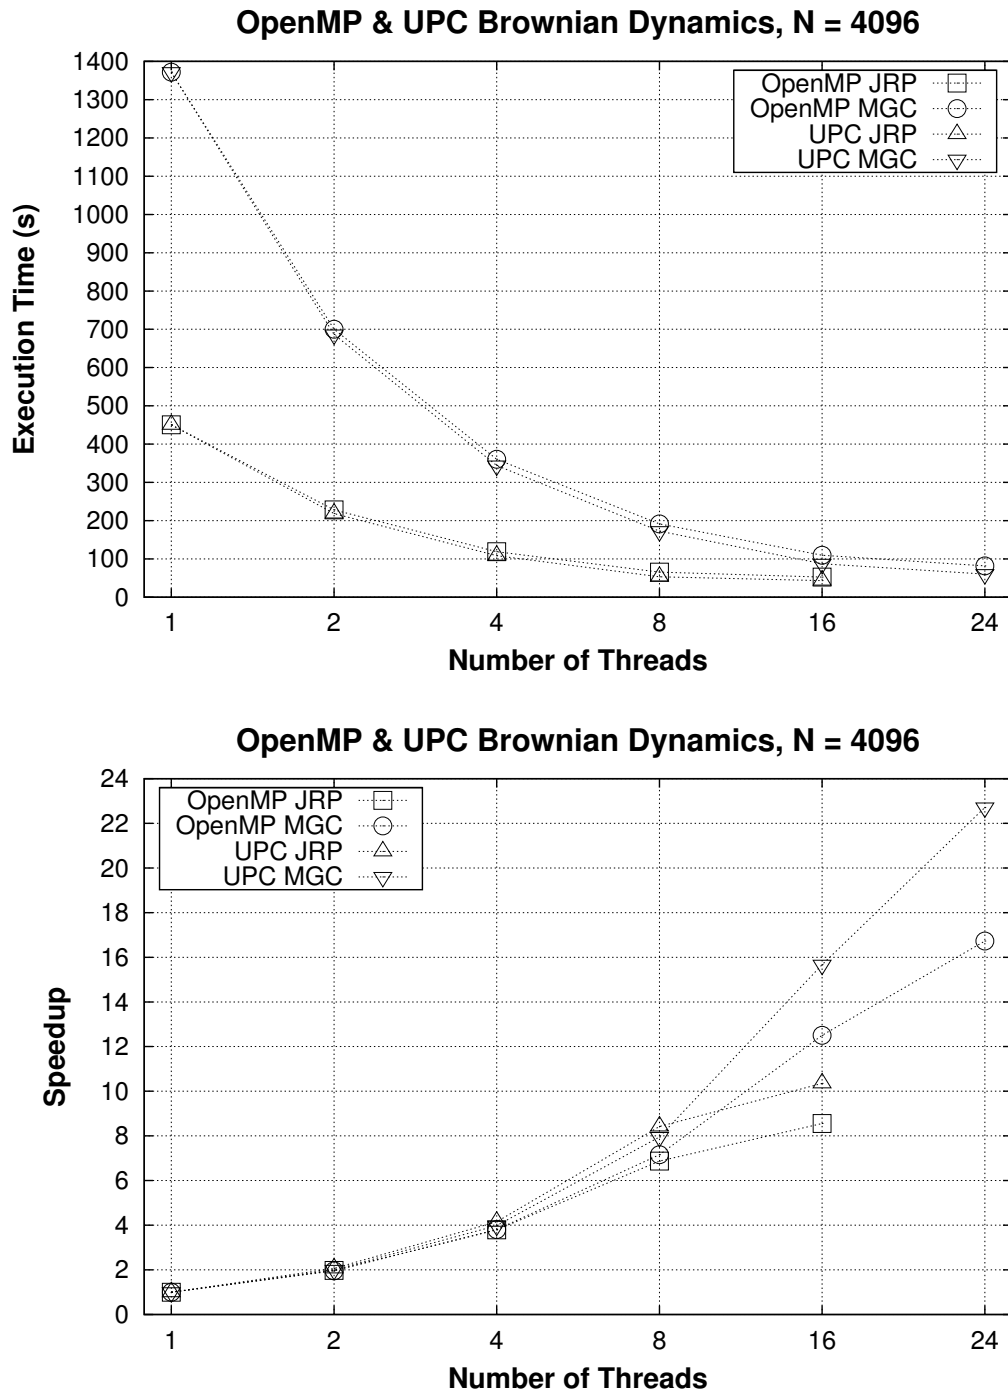 OpenMP & UPC Brownian Dynamics, N = 4096
1400
1300
1200
1100
1000
900
800
700
600
500
400
300
200
100
0
Execution Time (s)
OpenMP JRP
OpenMP MGC
UPC JRP
UPC MGC
1 2 4 8 16 24
Number of Threads
OpenMP & UPC Brownian Dynamics, N = 4096
24
22
20
18
16
14
12
10
8
6
4
2
0
Speedup
OpenMP JRP
OpenMP MGC
UPC JRP
UPC MGC
1 2 4 8 16 24
Number of Threads